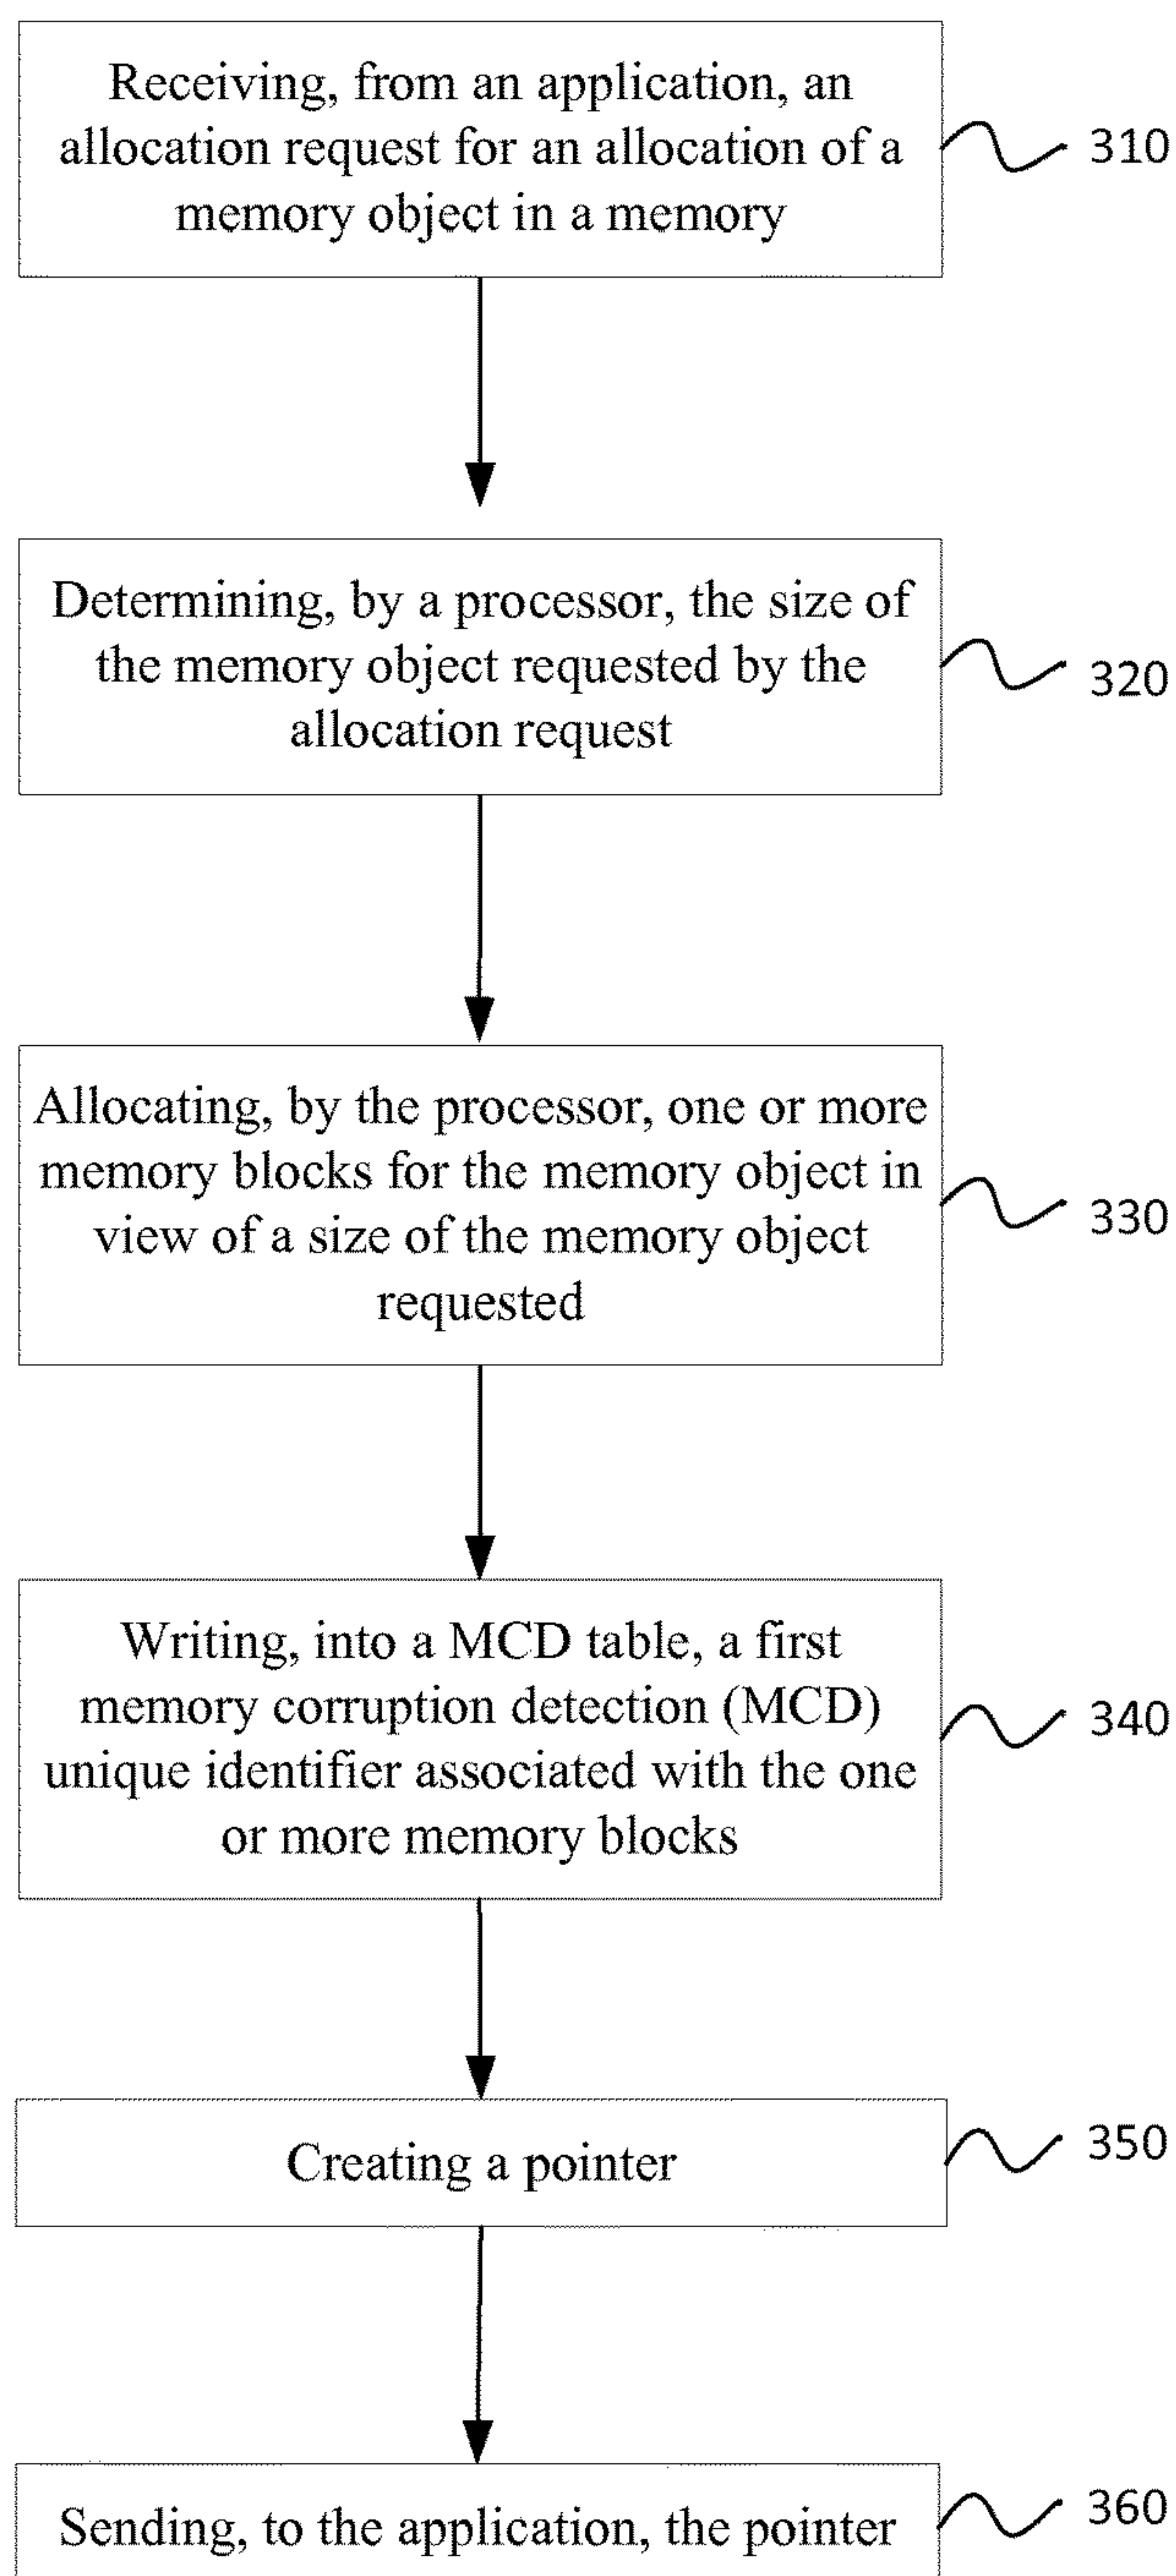 Receiving, from an application, an
allocation request for an allocation of a
memory object in a memory
310
Determining, by a processor, the size of
the memory object requested by the
allocation request
320
Allocating, by the processor, one or more
memory blocks for the memory object in
view of a size of the memory object
requested
330
Writing, into a MCD table, a first
memory corruption detection (MCD)
unique identifier associated with the one
or more memory blocks
340
Creating a pointer
350
Sending, to the application, the pointer
360